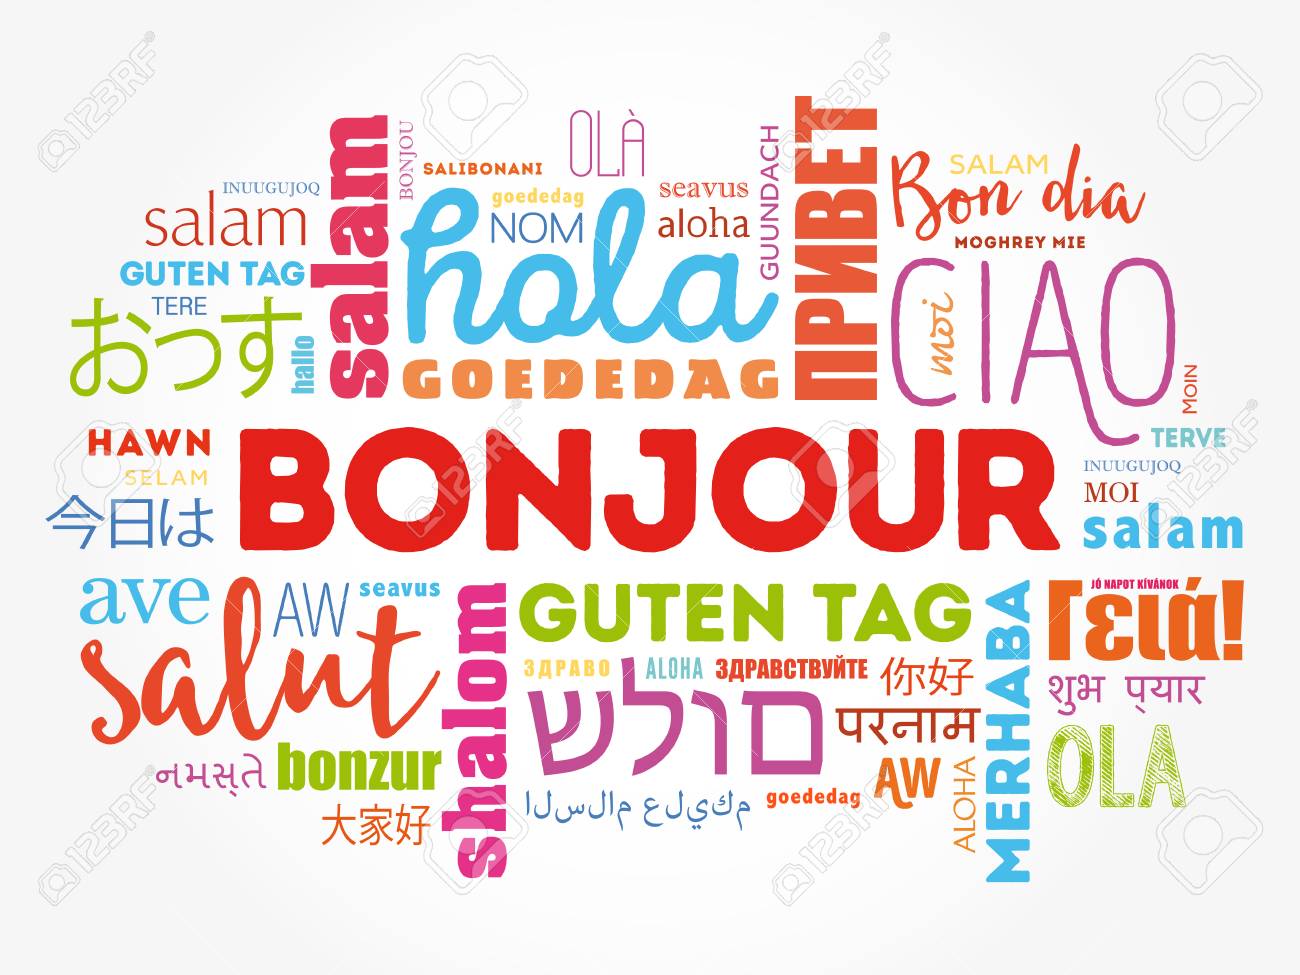 OLÀ
BONJOU
salam
ПРИВЕТ
GUUNDACH
SALIBONANI
SALAM
Bon dia
INUUGUJOQ
goededag
seavus
salam
hola
NOM
aloha
MOGHREY MIE
GUTEN TAG
CIAO
TERE
moi
おっす
hallo
GOEDEDAG
MOIN
HAWN
BONJOUR
TERVE
SELAM
INUUGUJOQ
MOI
今日は
salam
ave
AW
seavus
shalom
GUTEN TAG
MERHABA
JÓ NAPOT KÍVÁNOK
Γειά!
salut
ЗДРАВО
ALOHA
ЗДРАВСТВУЙТЕ
你好
शुभ प्यार
שלום
परनाम
OLA
नमस्ते
bonzur
AW
ALOHA
大家好
السلام عليكم
goededag
123RF